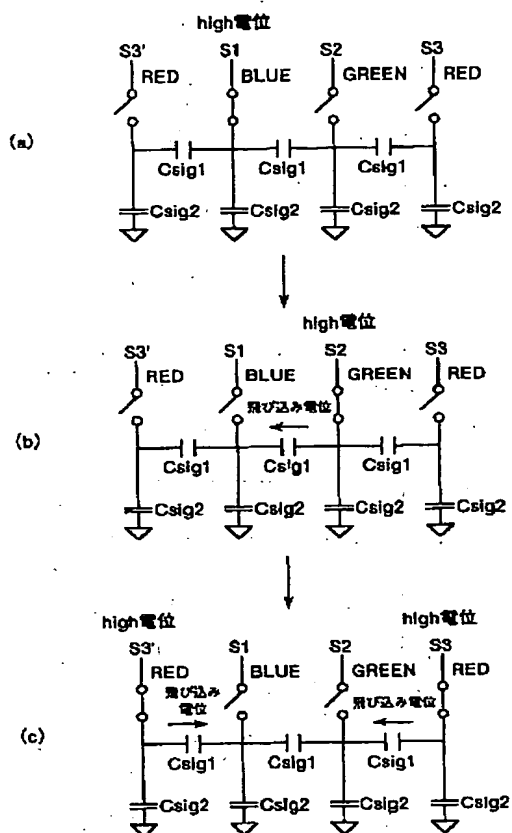 high電位
S3' S1 S2 S3
RED BLUE GREEN RED
(a)
Csig1 Csig1 Csig1
Csig2 Csig2 Csig2 Csig2
high電位
S3' S1 S2 S3
RED BLUE GREEN RED
飛び込み電位
(b)
Csig1 Csig1 Csig1
Csig2 Csig2 Csig2 Csig2
high電位 high電位
S3' S1 S2 S3
RED BLUE GREEN RED
飛び込み 飛び込み電位
電位
(c)
Csig1 Csig1 Csig1
Csig2 Csig2 Csig2 Csig2